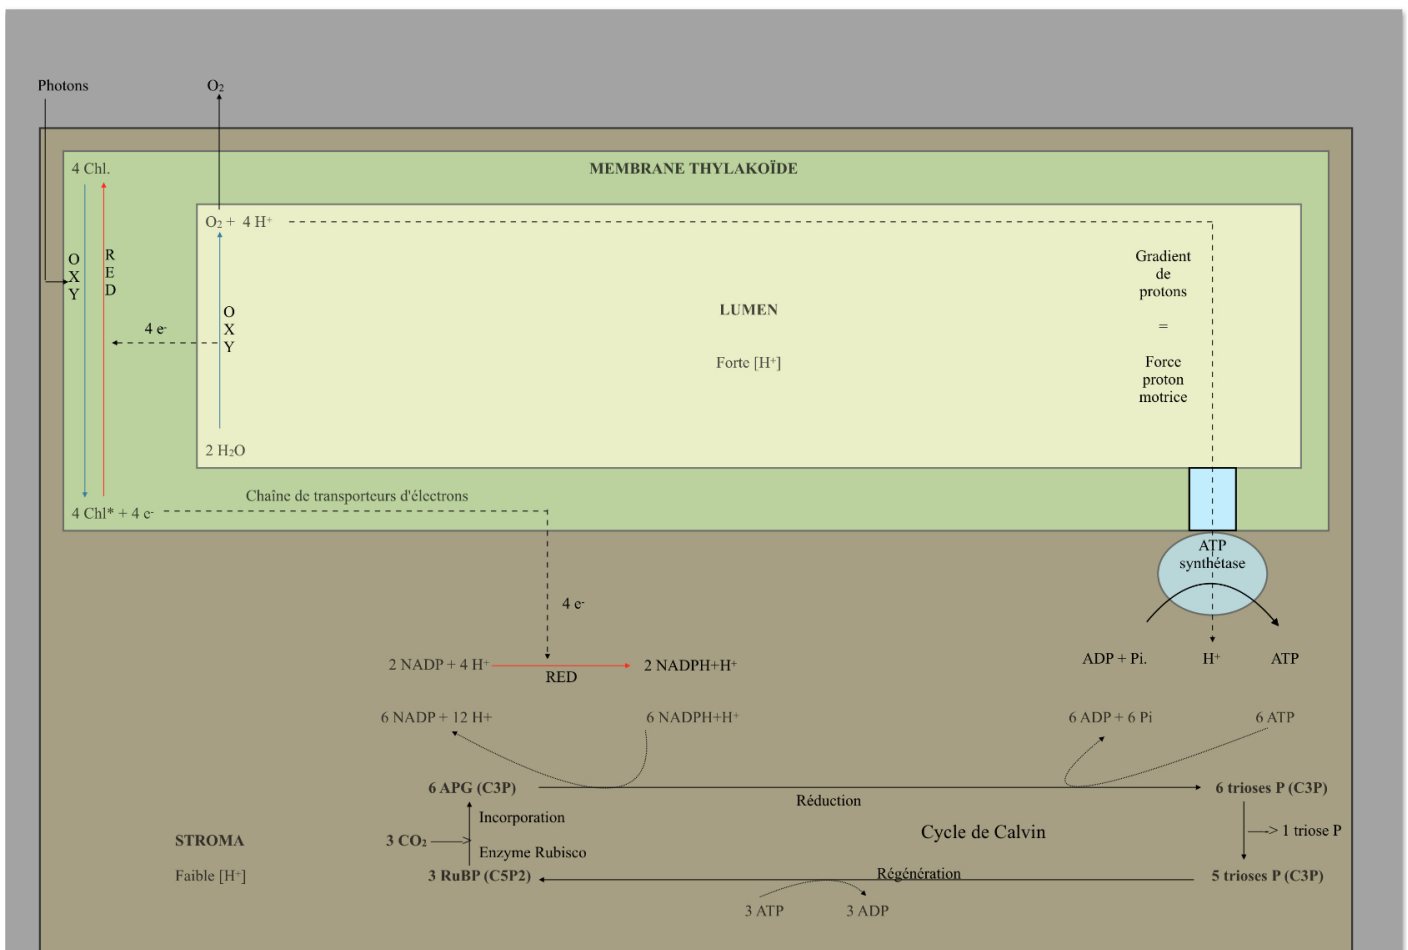 Photons
O₂
4 Chl.
MEMBRANE THYLAKOÏDE
O₂ + 4 H⁺
OXY
RED
Gradient
de
protons
=
Force
proton
motrice
OXY
LUMEN
4 e⁻
Forte [H⁺]
2 H₂O
Chaîne de transporteurs d'électrons
4 Chl* + 4 e⁻
ATP
synthétase
4 e⁻
2 NADP + 4 H⁺
RED
2 NADPH+H⁺
ADP + Pi.
H⁺
ATP
6 NADP + 12 H+
6 NADPH+H⁺
6 ADP + 6 Pi
6 ATP
6 APG (C3P)
Réduction
6 trioses P (C3P)
Incorporation
Cycle de Calvin
1 triose P
STROMA
3 CO₂
Enzyme Rubisco
Faible [H⁺]
3 RuBP (C5P2)
Régénération
5 trioses P (C3P)
3 ATP
3 ADP